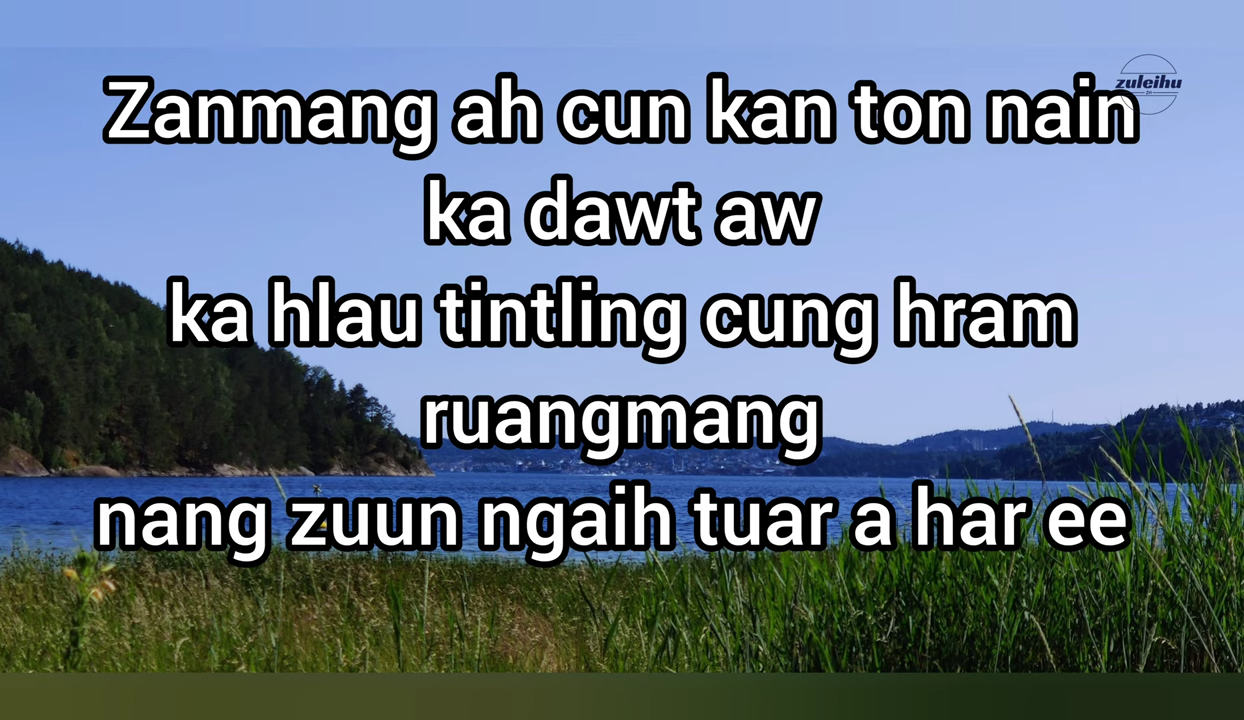 zuleihu
Zanmang ah cun kan ton nain
ka dawt aw
ka hlau tintling cung hram
ruangmang
nang zuun ngaih tuar a har ee